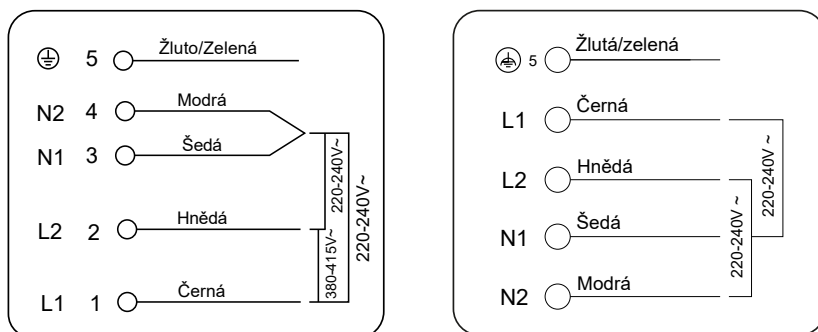 5 Žluto/Zelená
N2 4 Modrá
N1 3 Šedá
L2 2 Hnědá
L1 1 Černá
220-240V~
380-415V~
220-240V~
5 Žlutá/zelená
L1 Černá
L2 Hnědá
N1 Šedá
N2 Modrá
220-240V ~
220-240V ~